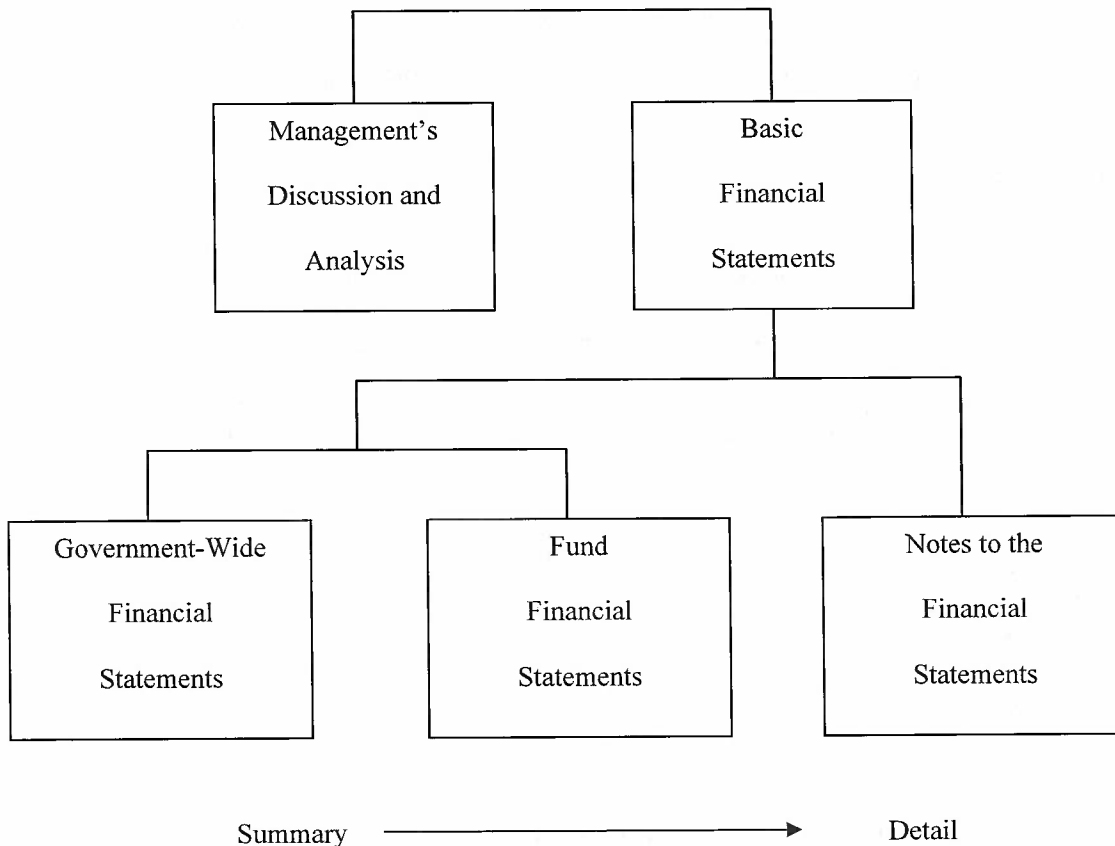 Management's
Discussion and
Analysis
Basic
Financial
Statements
Government-Wide
Financial
Statements
Fund
Financial
Statements
Notes to the
Financial
Statements
Summary
Detail